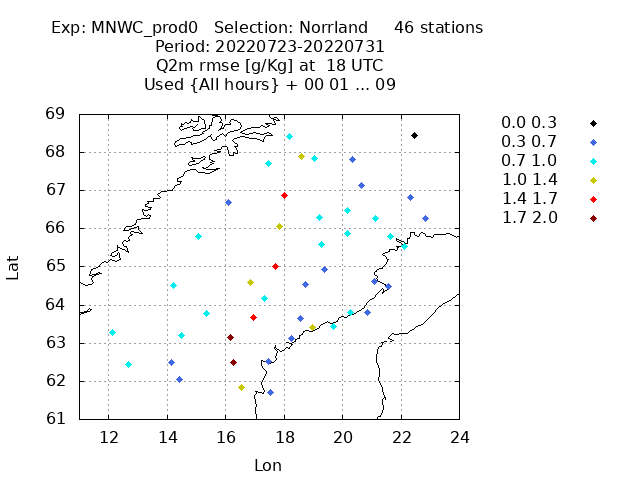 Exp: MNWC_prod0   Selection: Norrland     46 stations
Period: 20220723-20220731
Q2m rmse [g/Kg] at  18 UTC
Used {All hours} + 00 01 ... 09
69
68
67
66
65
64
63
62
61
12 14 16 18 20 22 24
Lat
Lon
0.0 0.3
0.3 0.7
0.7 1.0
1.0 1.4
1.4 1.7
1.7 2.0